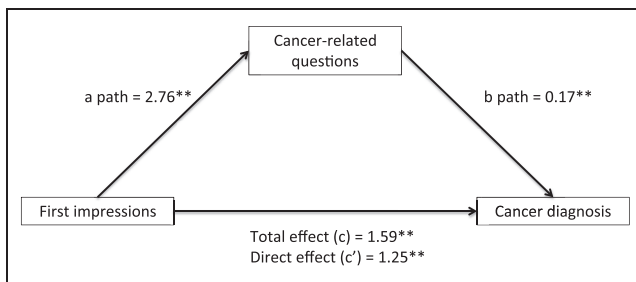 Cancer-related
questions
a path = 2.76**
b path = 0.17**
First impressions
Cancer diagnosis
Total effect (c) = 1.59**
Direct effect (c’) = 1.25**